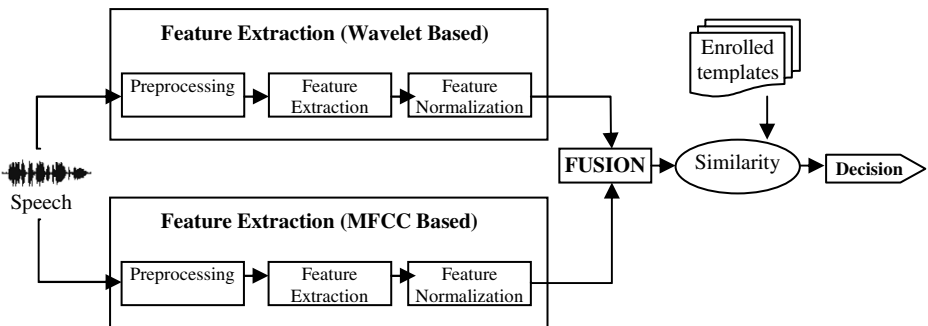 Feature Extraction (Wavelet Based)
Preprocessing
Feature
Extraction
Feature
Normalization
Enrolled
templates
Speech
FUSION
Similarity
Decision
Feature Extraction (MFCC Based)
Preprocessing
Feature
Extraction
Feature
Normalization